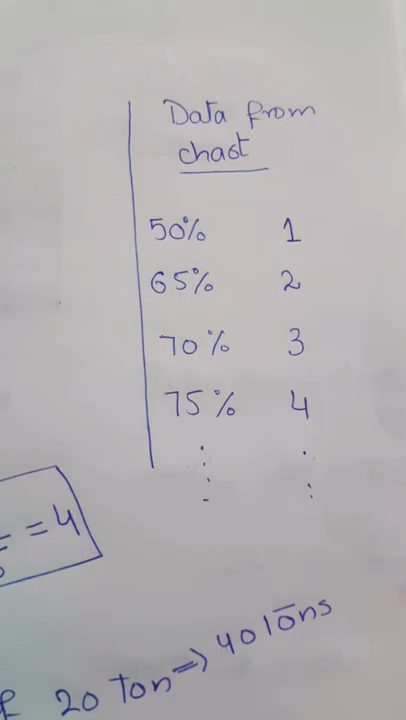 Data from
chart
50% 1
65% 2
70% 3
75% 4
= 4
20 Ton => 40 Tons